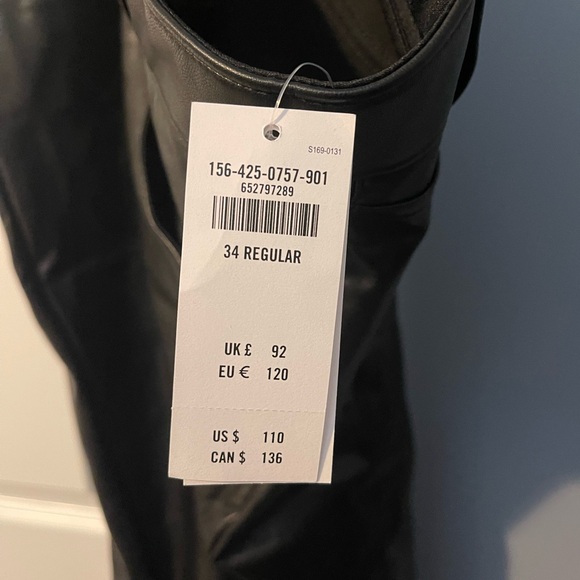 S169-0131
156-425-0757-901
652797289
34 REGULAR
UK £ 92
EU € 120
US $ 110
CAN $ 136